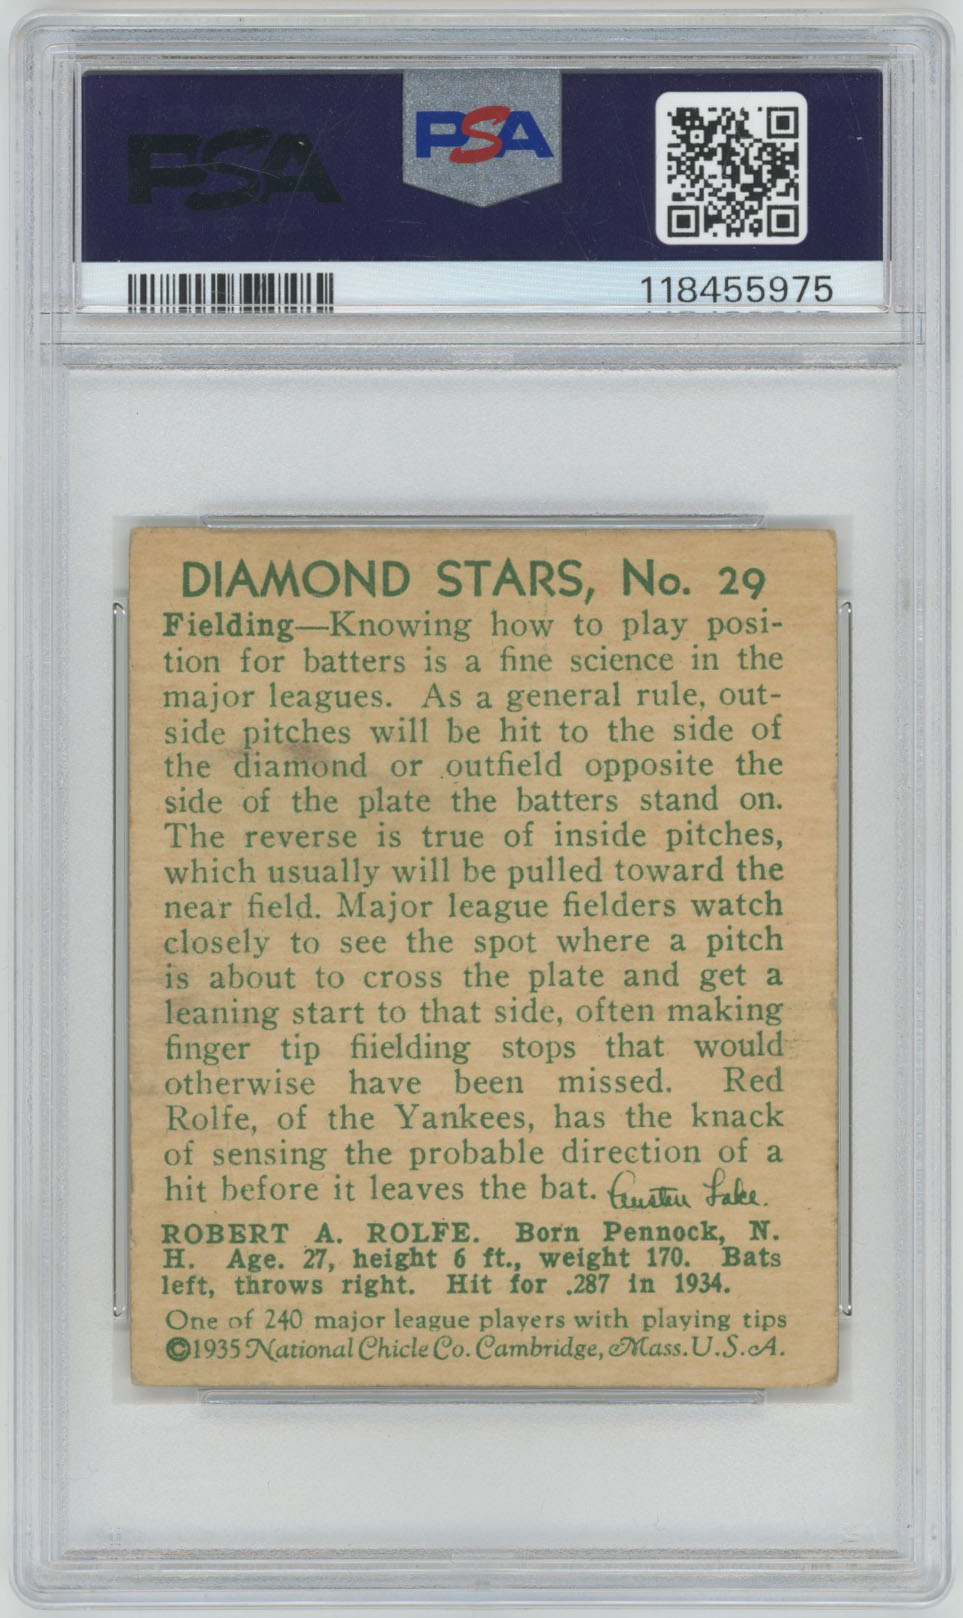 PSA
PSA
118455975
DIAMOND STARS, No. 29
Fielding—Knowing how to play posi-
tion for batters is a fine science in the
major leagues. As a general rule, out-
side pitches will be hit to the side of
the diamond or outfield opposite the
side of the plate the batters stand on.
The reverse is true of inside pitches,
which usually will be pulled toward the
near field. Major league fielders watch
closely to see the spot where a pitch
is about to cross the plate and get a
leaning start to that side, often making
finger tip fiielding stops that would
otherwise have been missed. Red
Rolfe, of the Yankees, has the knack
of sensing the probable direction of a
hit before it leaves the bat. Austen Lake.
ROBERT A. ROLFE. Born Pennock, N.
H. Age. 27, height 6 ft., weight 170. Bats
left, throws right. Hit for .287 in 1934.
One of 240 major league players with playing tips
©1935 National Chicle Co. Cambridge, Mass. U.S.A.